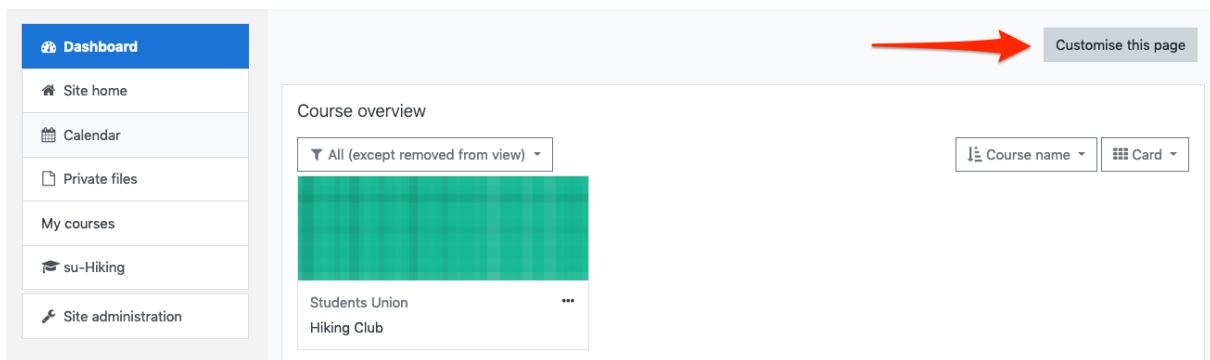 Dashboard
Customise this page
Site home
Calendar
Private files
My courses
su-Hiking
Site administration
Course overview
All (except removed from view)
Course name
Card
Students Union
Hiking Club